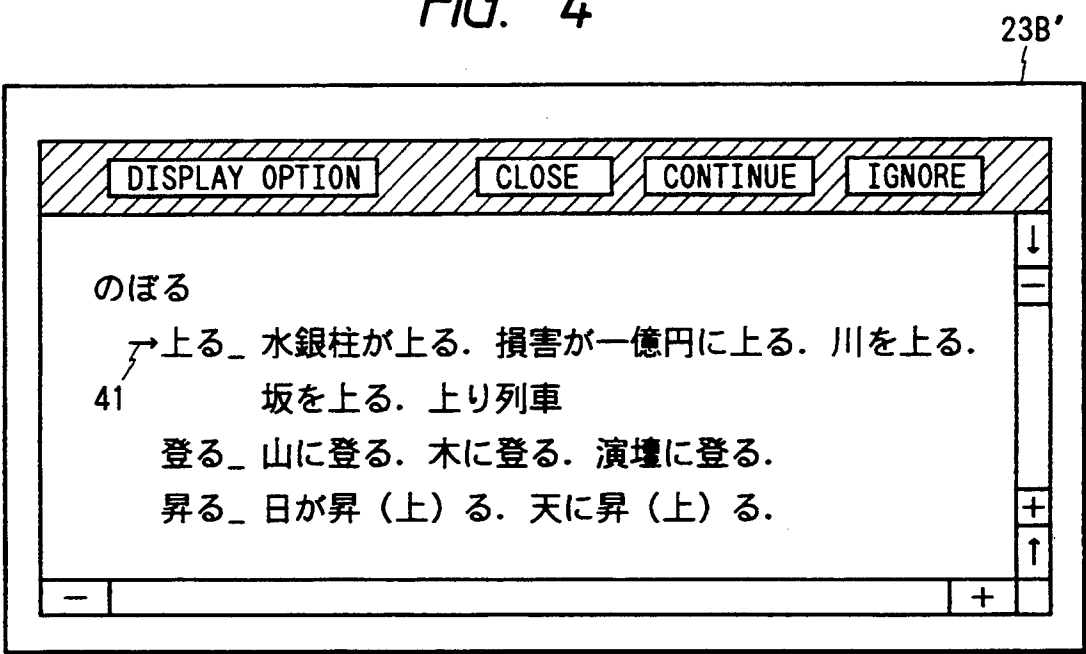 FIG. 4
23B′
DISPLAY OPTION CLOSE CONTINUE IGNORE
↓
−
のぼる
→上る_ 水銀柱が上る. 損害が一億円に上る. 川を上る.
41 坂を上る. 上り列車
登る_ 山に登る. 木に登る. 演壇に登る.
昇る_ 日が昇（上）る. 天に昇（上）る.
+
↑
− +